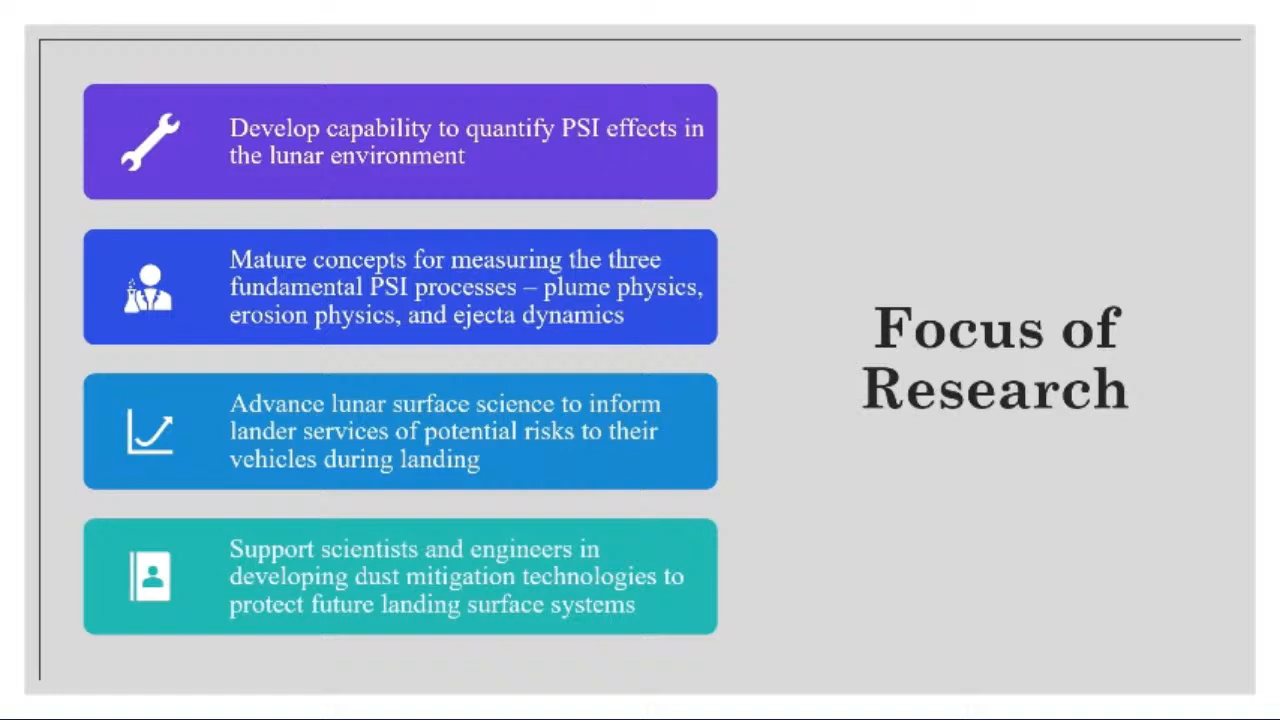 Develop capability to quantify PSI effects in
the lunar environment
Mature concepts for measuring the three
fundamental PSI processes – plume physics,
erosion physics, and ejecta dynamics
Advance lunar surface science to inform
lander services of potential risks to their
vehicles during landing
Support scientists and engineers in
developing dust mitigation technologies to
protect future landing surface systems
Focus of
Research